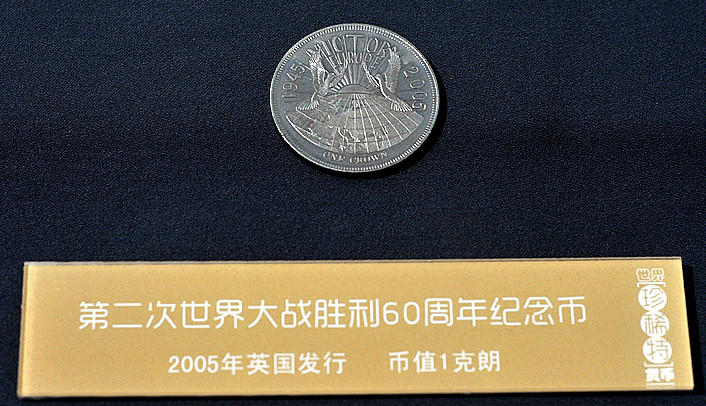 1945 VICTORY 2005
EUROPE
ONE CROWN
第二次世界大战胜利60周年纪念币
2005年英国发行 币值1克朗
世界
珍
稀
特
货币